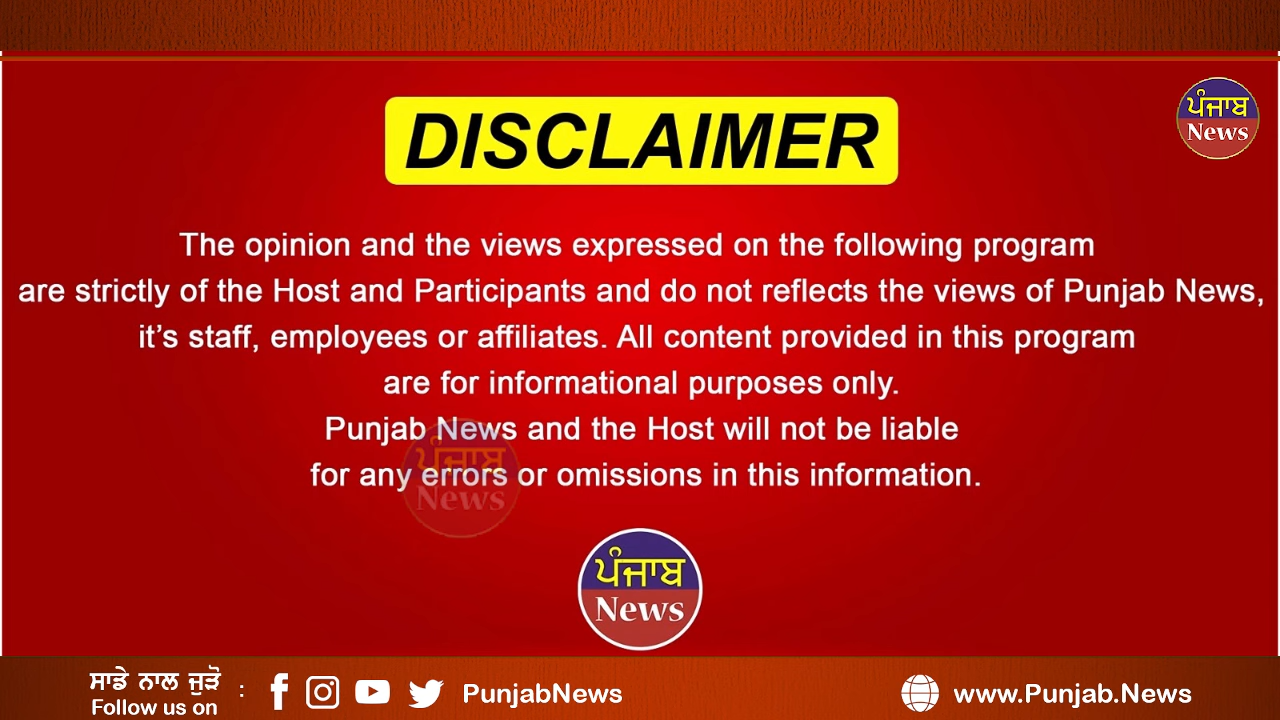 DISCLAIMER
ਪੰਜਾਬ
News
The opinion and the views expressed on the following program
are strictly of the Host and Participants and do not reflects the views of Punjab News,
it’s staff, employees or affiliates. All content provided in this program
are for informational purposes only.
Punjab News and the Host will not be liable
for any errors or omissions in this information.
ਪੰਜਾਬ
News
ਪੰਜਾਬ
News
ਸਾਡੇ ਨਾਲ ਜੁੜੋ
Follow us on : PunjabNews
www.Punjab.News